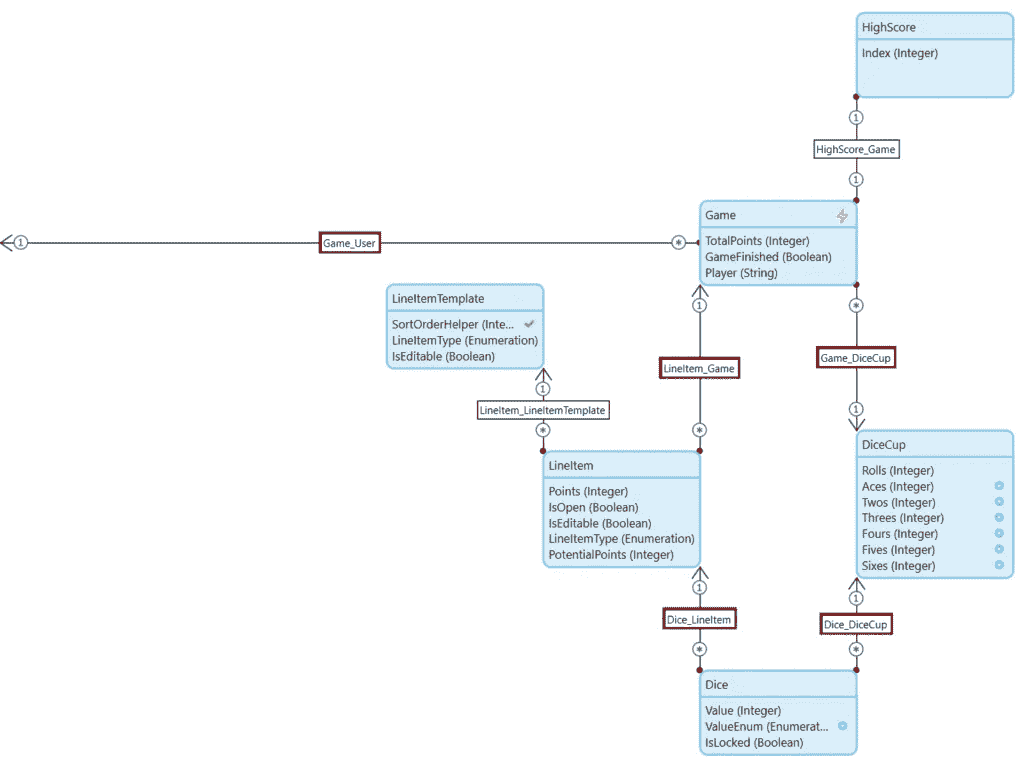 HighScore
Index (Integer)
1
HighScore_Game
1
Game
TotalPoints (Integer)
GameFinished (Boolean)
Player (String)
1
Game_User
*
LineItemTemplate
SortOrderHelper (Inte...
LineItemType (Enumeration)
IsEditable (Boolean)
1
*
LineItem_Game
Game_DiceCup
1
LineItem_LineItemTemplate
1
*
*
LineItem
Points (Integer)
IsOpen (Boolean)
IsEditable (Boolean)
LineItemType (Enumeration)
PotentialPoints (Integer)
DiceCup
Rolls (Integer)
Aces (Integer)
Twos (Integer)
Threes (Integer)
Fours (Integer)
Fives (Integer)
Sixes (Integer)
1
1
Dice_LineItem
Dice_DiceCup
*
*
Dice
Value (Integer)
ValueEnum (Enumerat...
IsLocked (Boolean)